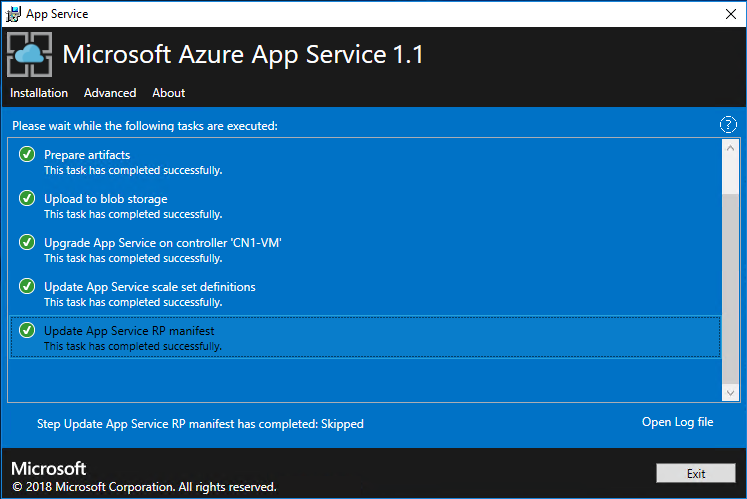 App Service
Microsoft Azure App Service 1.1
Installation Advanced About
Please wait while the following tasks are executed:
?
Prepare artifacts
This task has completed successfully.
Upload to blob storage
This task has completed successfully.
Upgrade App Service on controller 'CN1-VM'
This task has completed successfully.
Update App Service scale set definitions
This task has completed successfully.
Update App Service RP manifest
This task has completed successfully.
Step Update App Service RP manifest has completed: Skipped
Open Log file
Microsoft
© 2018 Microsoft Corporation. All rights reserved.
Exit